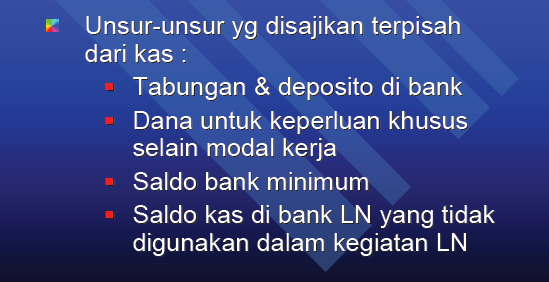 Unsur-unsur yg disajikan terpisah
dari kas :
Tabungan & deposito di bank
Dana untuk keperluan khusus
selain modal kerja
Saldo bank minimum
Saldo kas di bank LN yang tidak
digunakan dalam kegiatan LN